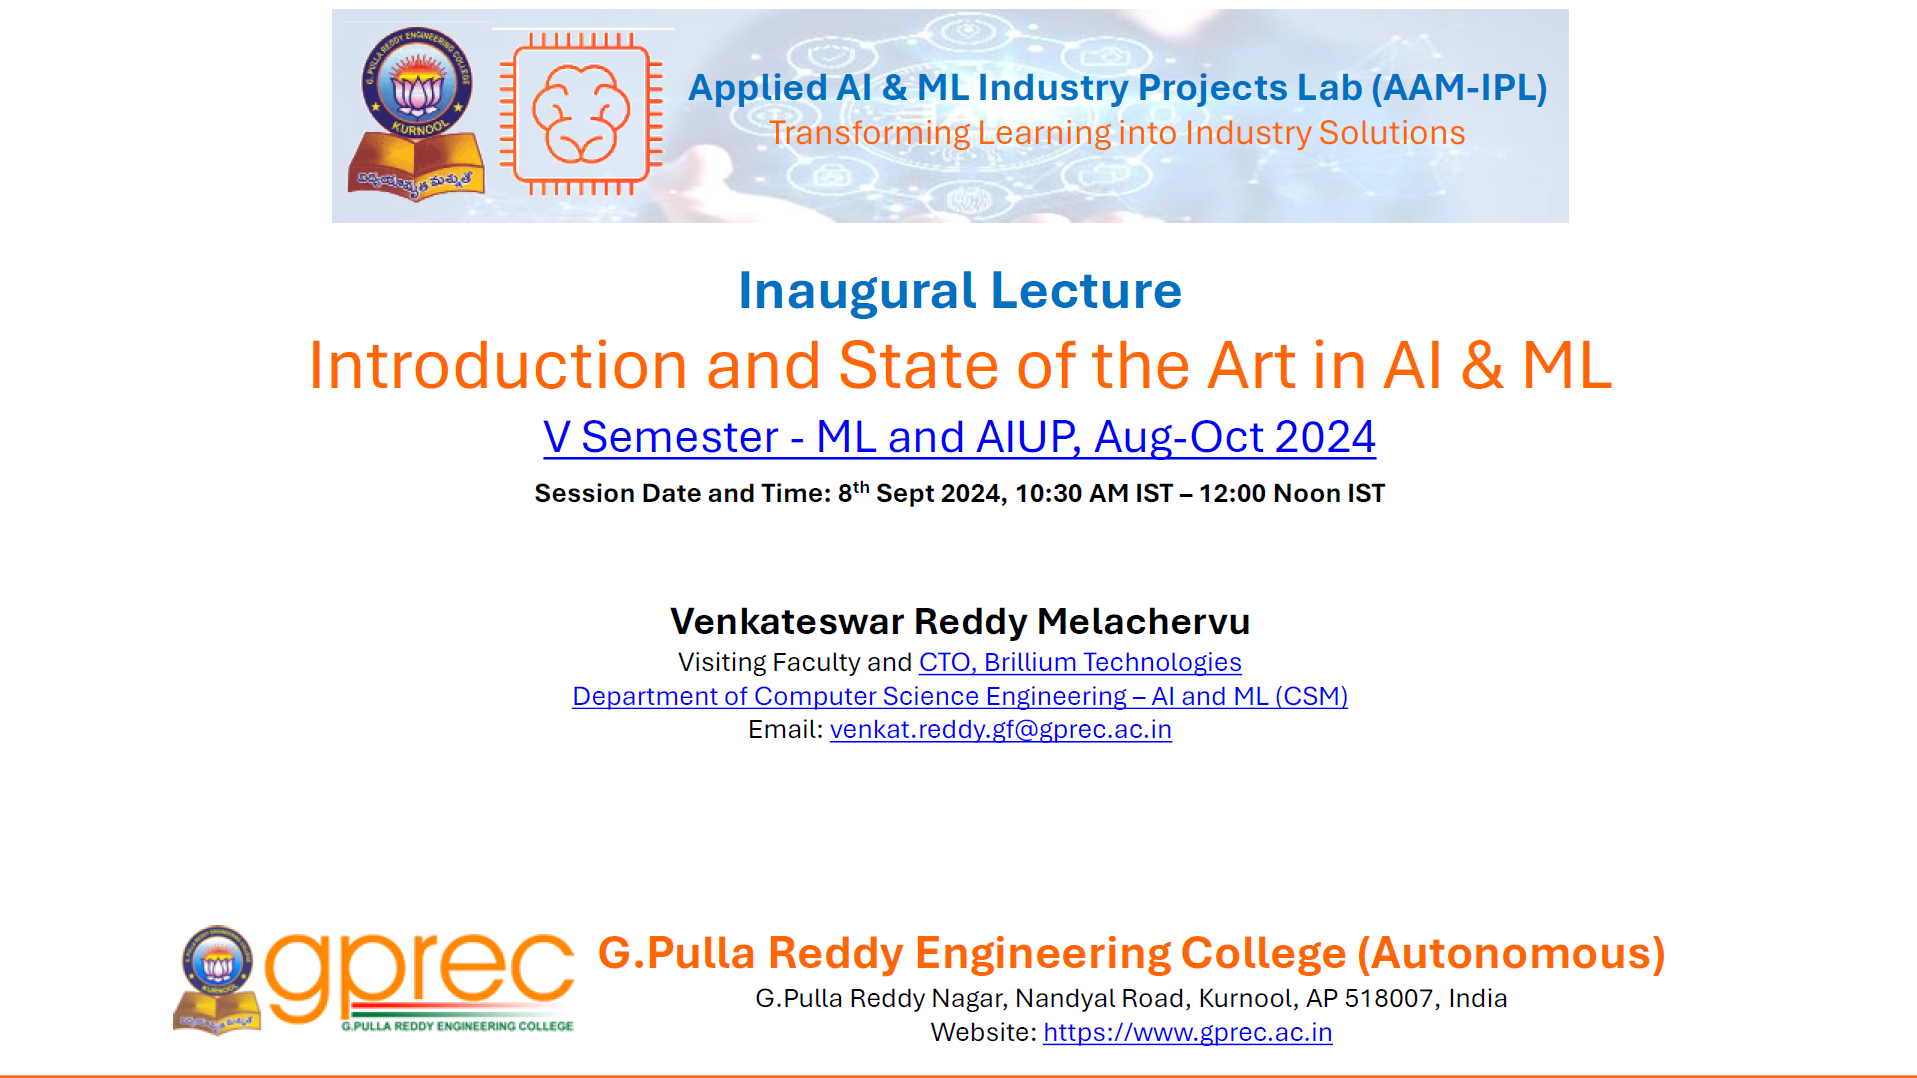 G. PULLA REDDY ENGINEERING COLLEGE
KURNOOL
Applied AI & ML Industry Projects Lab (AAM-IPL)
Transforming Learning into Industry Solutions
Inaugural Lecture
Introduction and State of the Art in AI & ML
V Semester - ML and AIUP, Aug-Oct 2024
Session Date and Time: 8th Sept 2024, 10:30 AM IST – 12:00 Noon IST
Venkateswar Reddy Melachervu
Visiting Faculty and CTO, Brillium Technologies
Department of Computer Science Engineering – AI and ML (CSM)
Email: venkat.reddy.gf@gprec.ac.in
KURNOOL
gprec
G.PULLA REDDY ENGINEERING COLLEGE
G.Pulla Reddy Engineering College (Autonomous)
G.Pulla Reddy Nagar, Nandyal Road, Kurnool, AP 518007, India
Website: https://www.gprec.ac.in